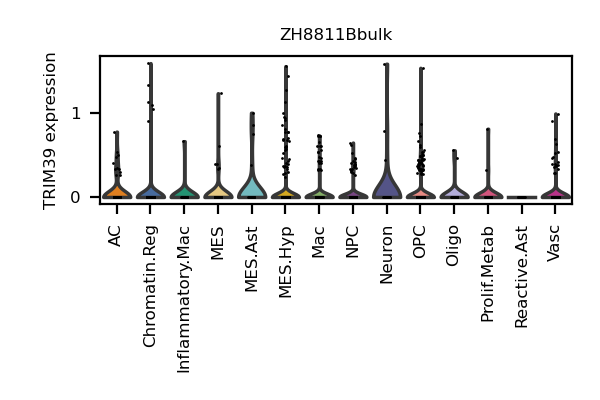 ZH8811Bbulk
TRIM39 expression
1
0
AC
Chromatin.Reg
Inflammatory.Mac
MES
MES.Ast
MES.Hyp
Mac
NPC
Neuron
OPC
Oligo
Prolif.Metab
Reactive.Ast
Vasc